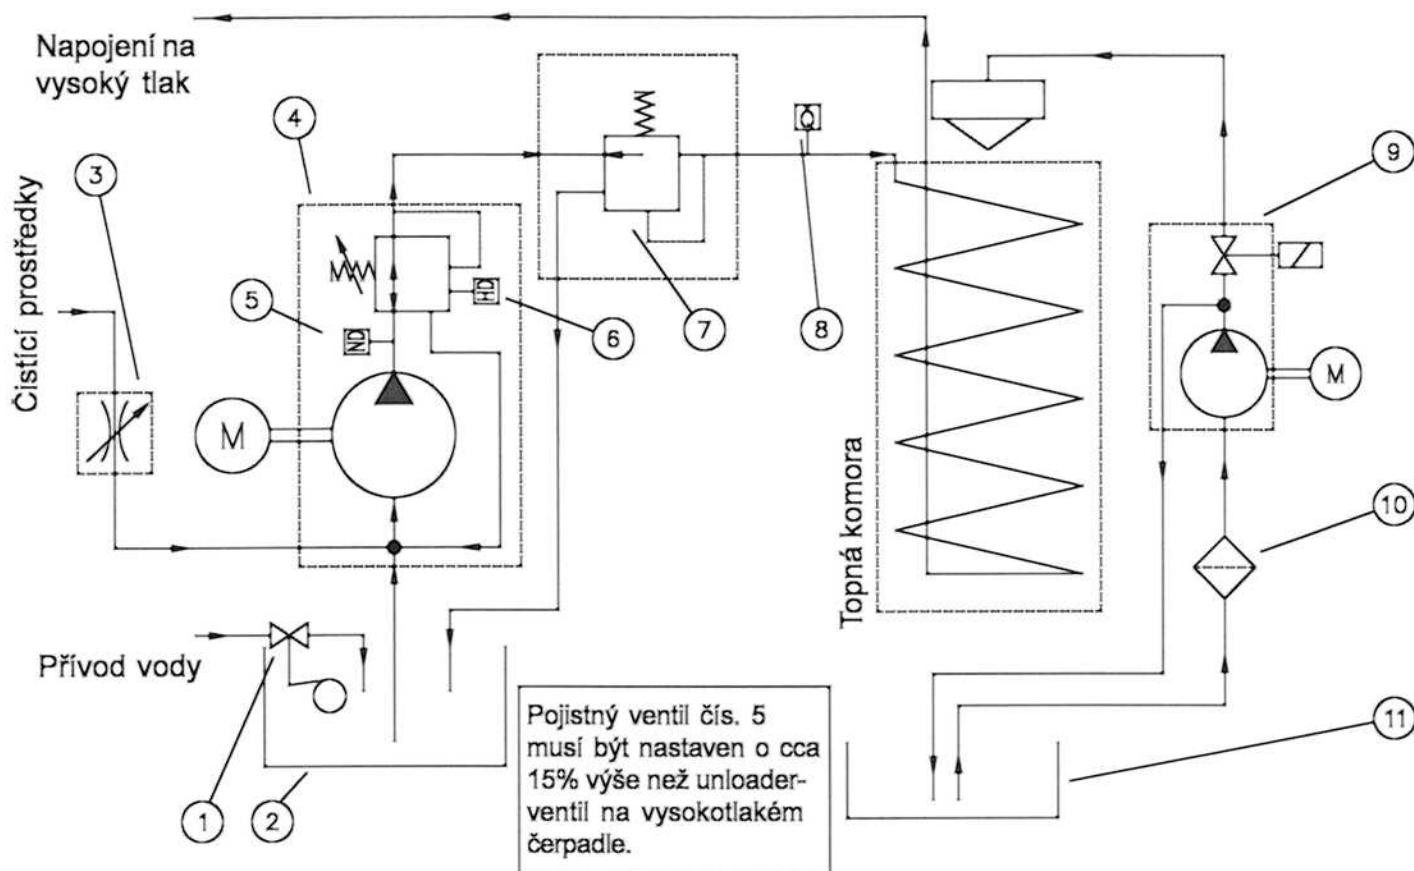 Napojení na
vysoký tlak
4
3
9
Čistící prostředky
5
HD
6
7
8
Q
ND
M
M
10
Topná komora
Přívod vody
11
1
2
Pojistný ventil čís. 5
musí být nastaven o cca
15% výše než unloader-
ventil na vysokotlakém
čerpadle.